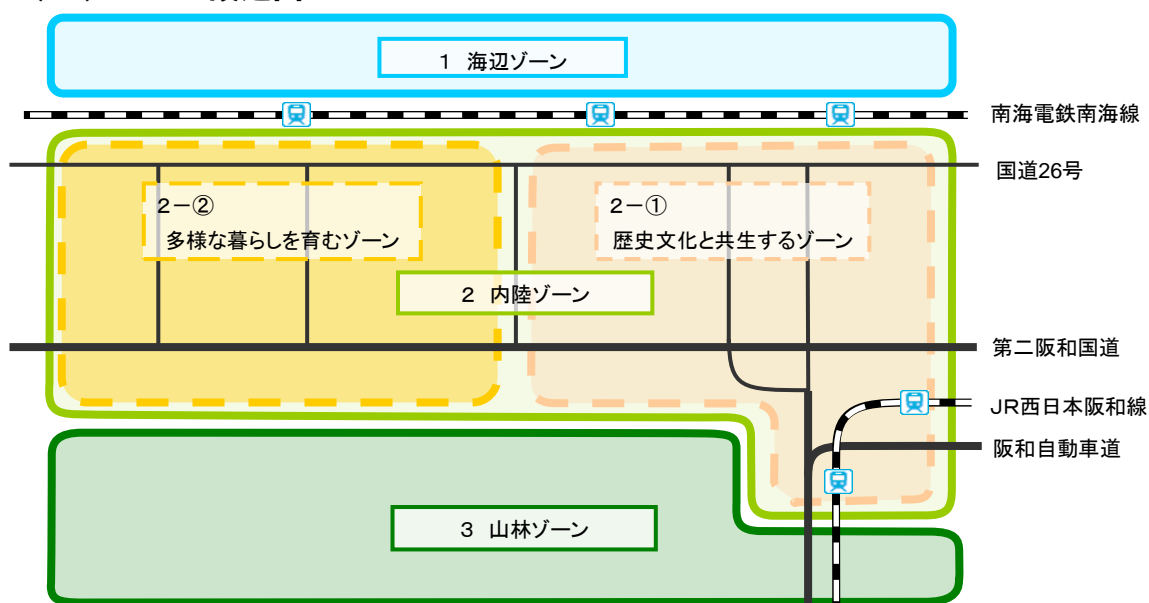 1 海辺ゾーン
南海電鉄南海線
国道26号
2－②
多様な暮らしを育むゾーン
2－①
歴史文化と共生するゾーン
2 内陸ゾーン
第二阪和国道
JR西日本阪和線
阪和自動車道
3 山林ゾーン